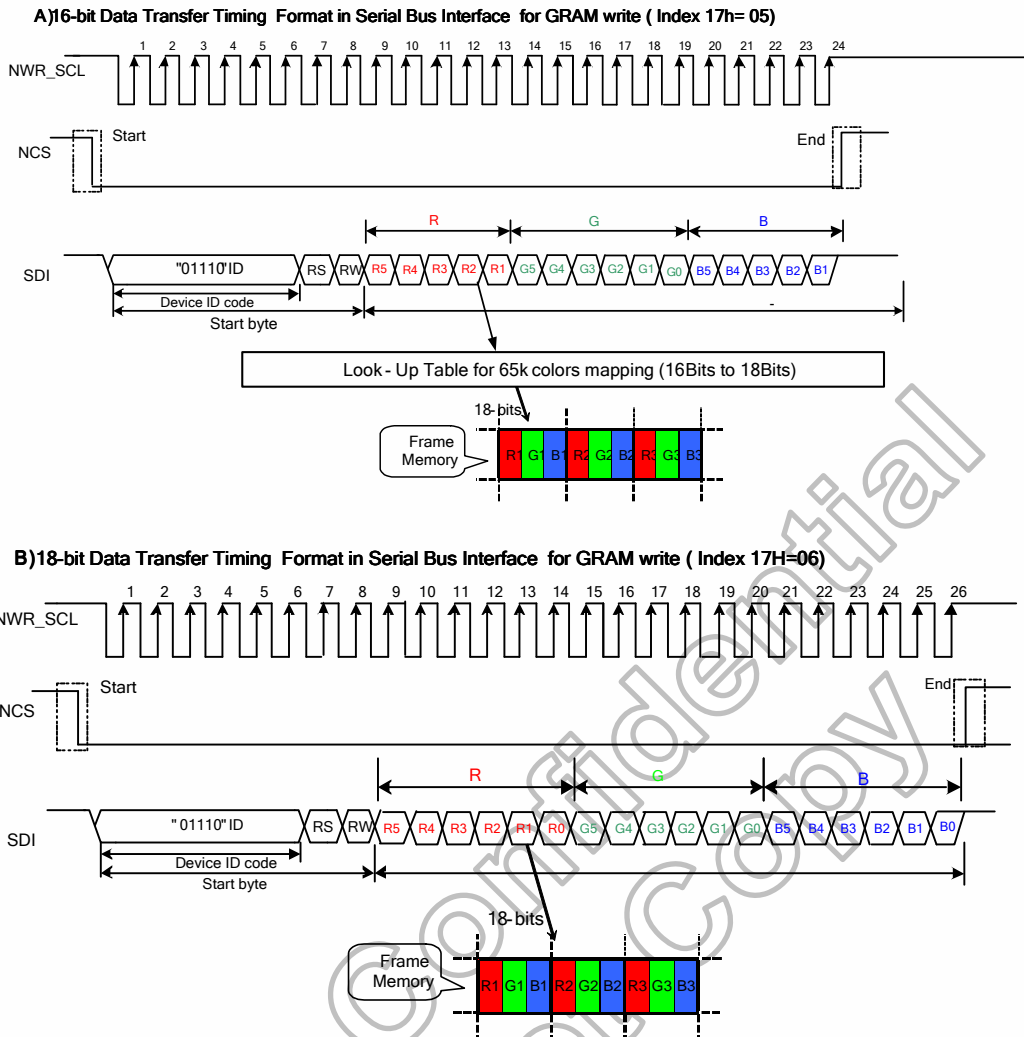 A)16-bit Data Transfer Timing Format in Serial Bus Interface for GRAM write ( Index 17h= 05)
1 2 3 4 5 6 7 8 9 10 11 12 13 14 15 16 17 18 19 20 21 22 23 24
NWR_SCL
Start
End
NCS
R G B
SDI
"01110"ID RS RW R5 R4 R3 R2 R1 G5 G4 G3 G2 G1 G0 B5 B4 B3 B2 B1
Device ID code
-
Start byte
Look - Up Table for 65k colors mapping (16Bits to 18Bits)
18-bits
Frame
Memory
R1 G1 B1 R2 G2 B2 R3 G3 B3
B)18-bit Data Transfer Timing Format in Serial Bus Interface for GRAM write ( Index 17H=06)
1 2 3 4 5 6 7 8 9 10 11 12 13 14 15 16 17 18 19 20 21 22 23 24 25 26
NWR_SCL
Start
End
NCS
R G B
SDI
"01110"ID RS RW R5 R4 R3 R2 R1 R0 G5 G4 G3 G2 G1 G0 B5 B4 B3 B2 B1 B0
Device ID code
Start byte
18-bits
Frame
Memory
R1 G1 B1 R2 G2 B2 R3 G3 B3
Confidential
Copy